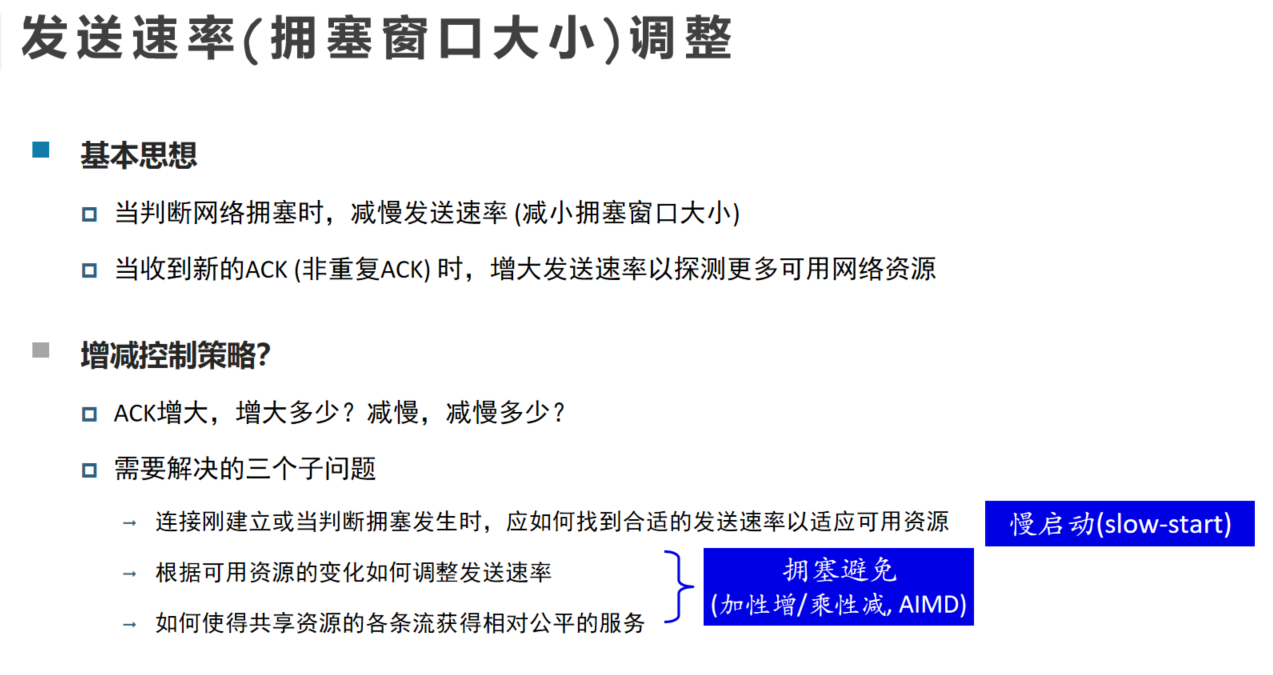 发送速率(拥塞窗口大小)调整
基本思想
当判断网络拥塞时，减慢发送速率 (减小拥塞窗口大小)
当收到新的ACK (非重复ACK) 时，增大发送速率以探测更多可用网络资源
增减控制策略?
ACK增大，增大多少？减慢，减慢多少？
需要解决的三个子问题
→ 连接刚建立或当判断拥塞发生时，应如何找到合适的发送速率以适应可用资源
慢启动(slow-start)
→ 根据可用资源的变化如何调整发送速率
→ 如何使得共享资源的各条流获得相对公平的服务
拥塞避免
(加性增/乘性减, AIMD)